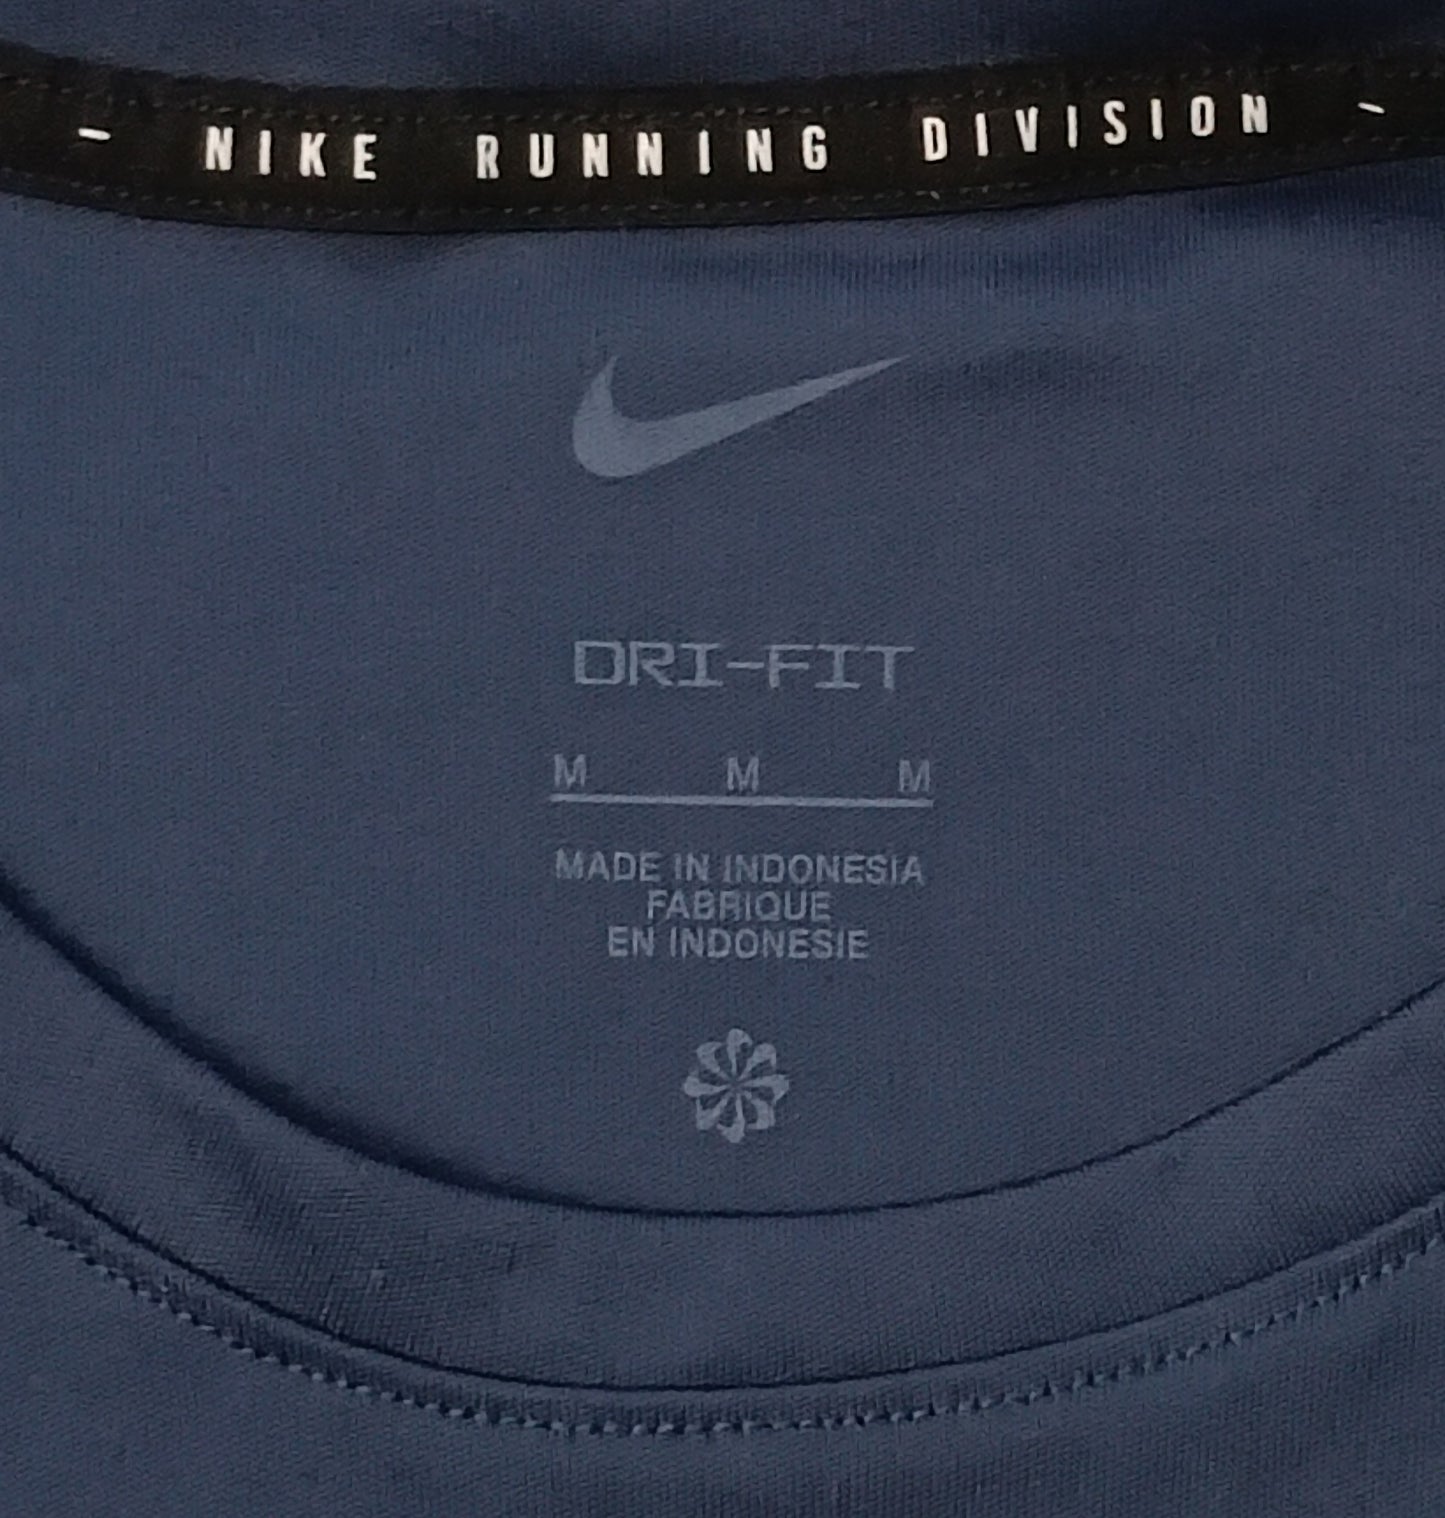 - NIKE RUNNING DIVISION -
DRI-FIT
M M M
MADE IN INDONESIA
FABRIQUE
EN INDONESIE